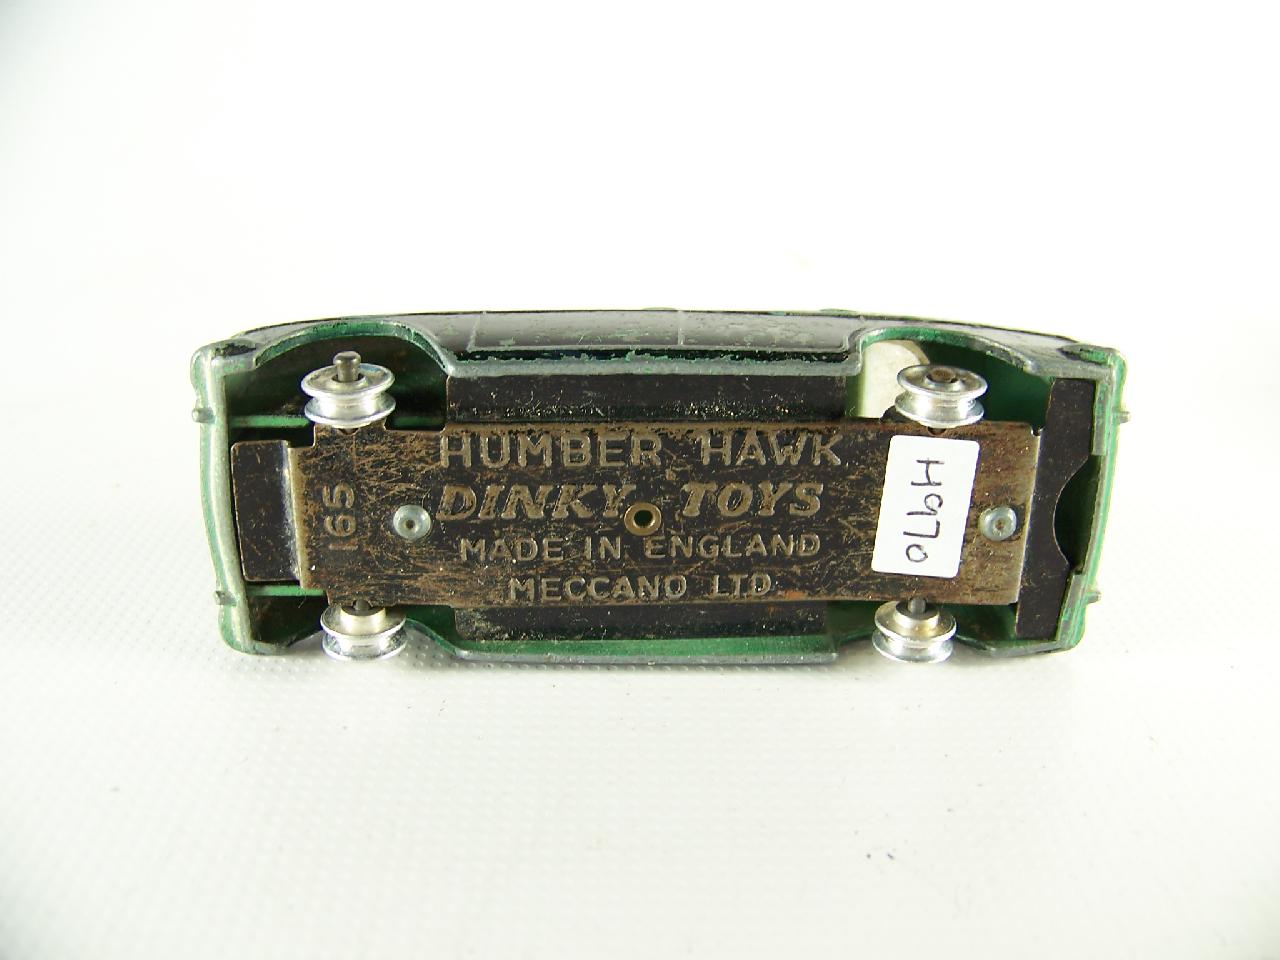 HUMBER HAWK
DINKY TOYS
MADE IN ENGLAND
MECCANO LTD.
165
H970